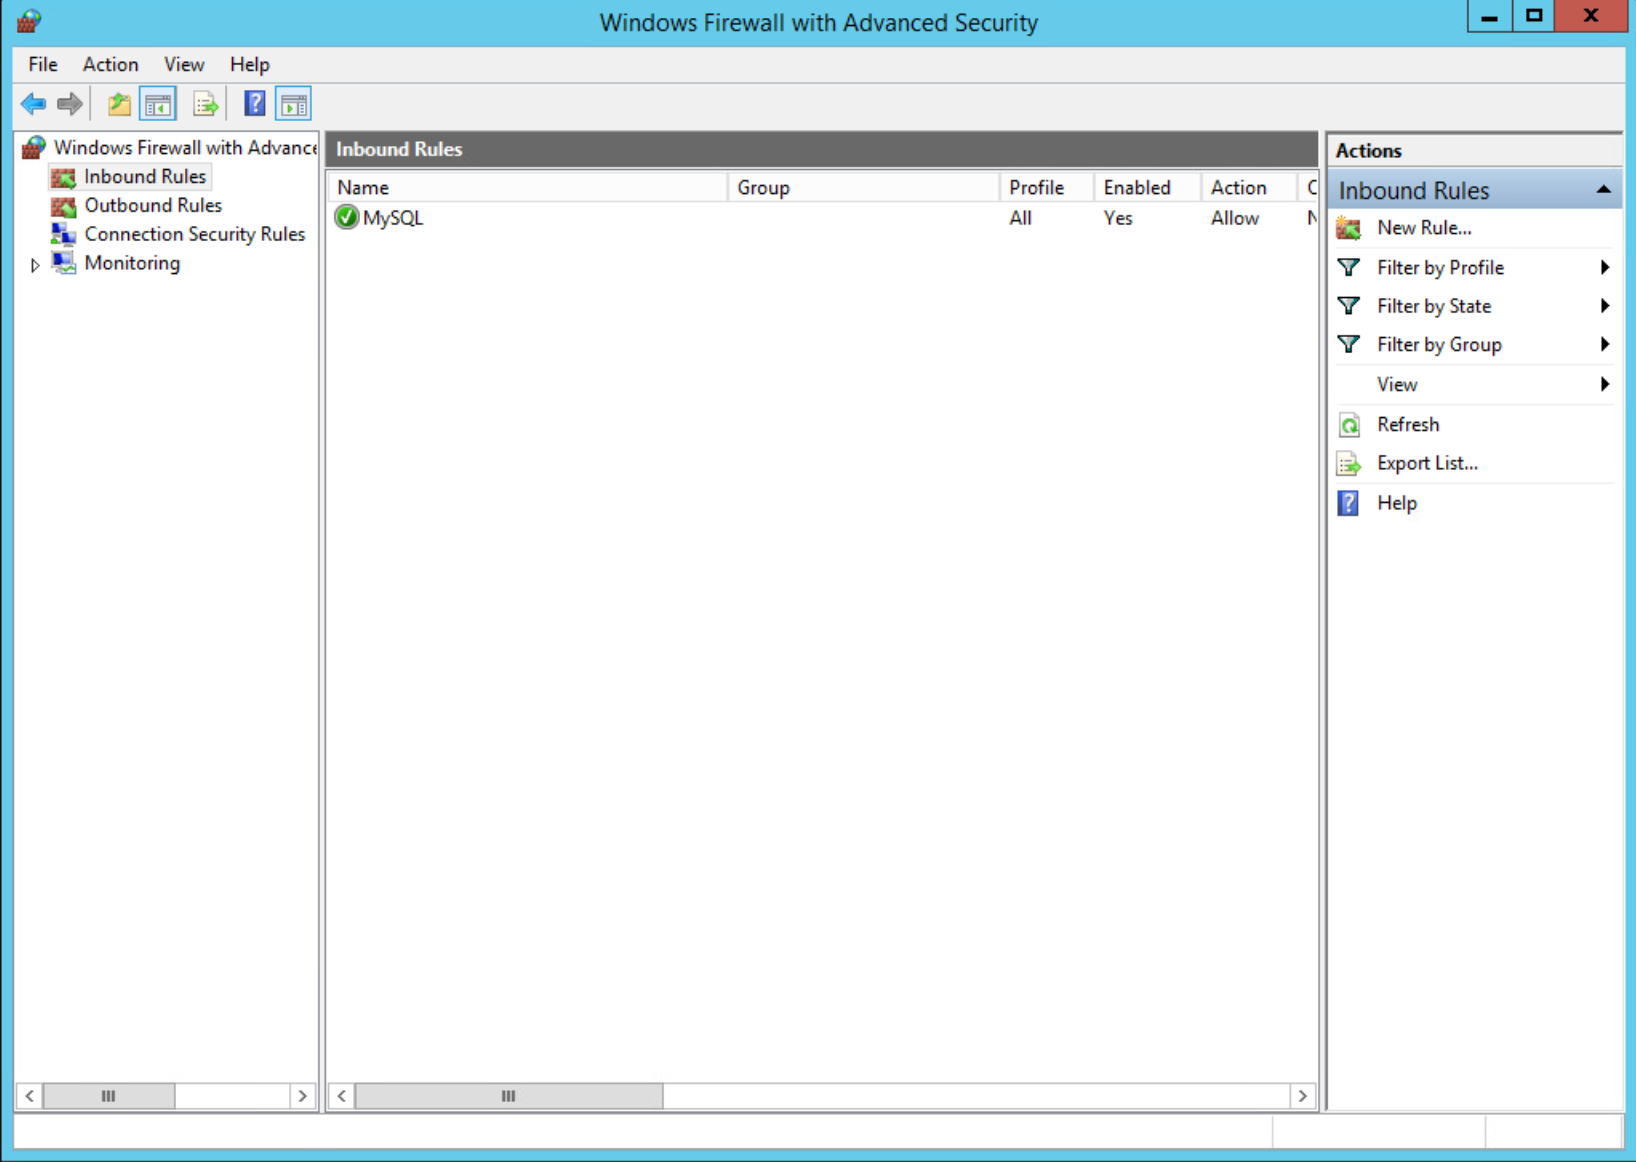 Windows Firewall with Advanced Security
File Action View Help
Windows Firewall with Advance
Inbound Rules
Outbound Rules
Connection Security Rules
Monitoring
Inbound Rules
Name Group Profile Enabled Action
MySQL All Yes Allow
Actions
Inbound Rules
New Rule...
Filter by Profile
Filter by State
Filter by Group
View
Refresh
Export List...
Help